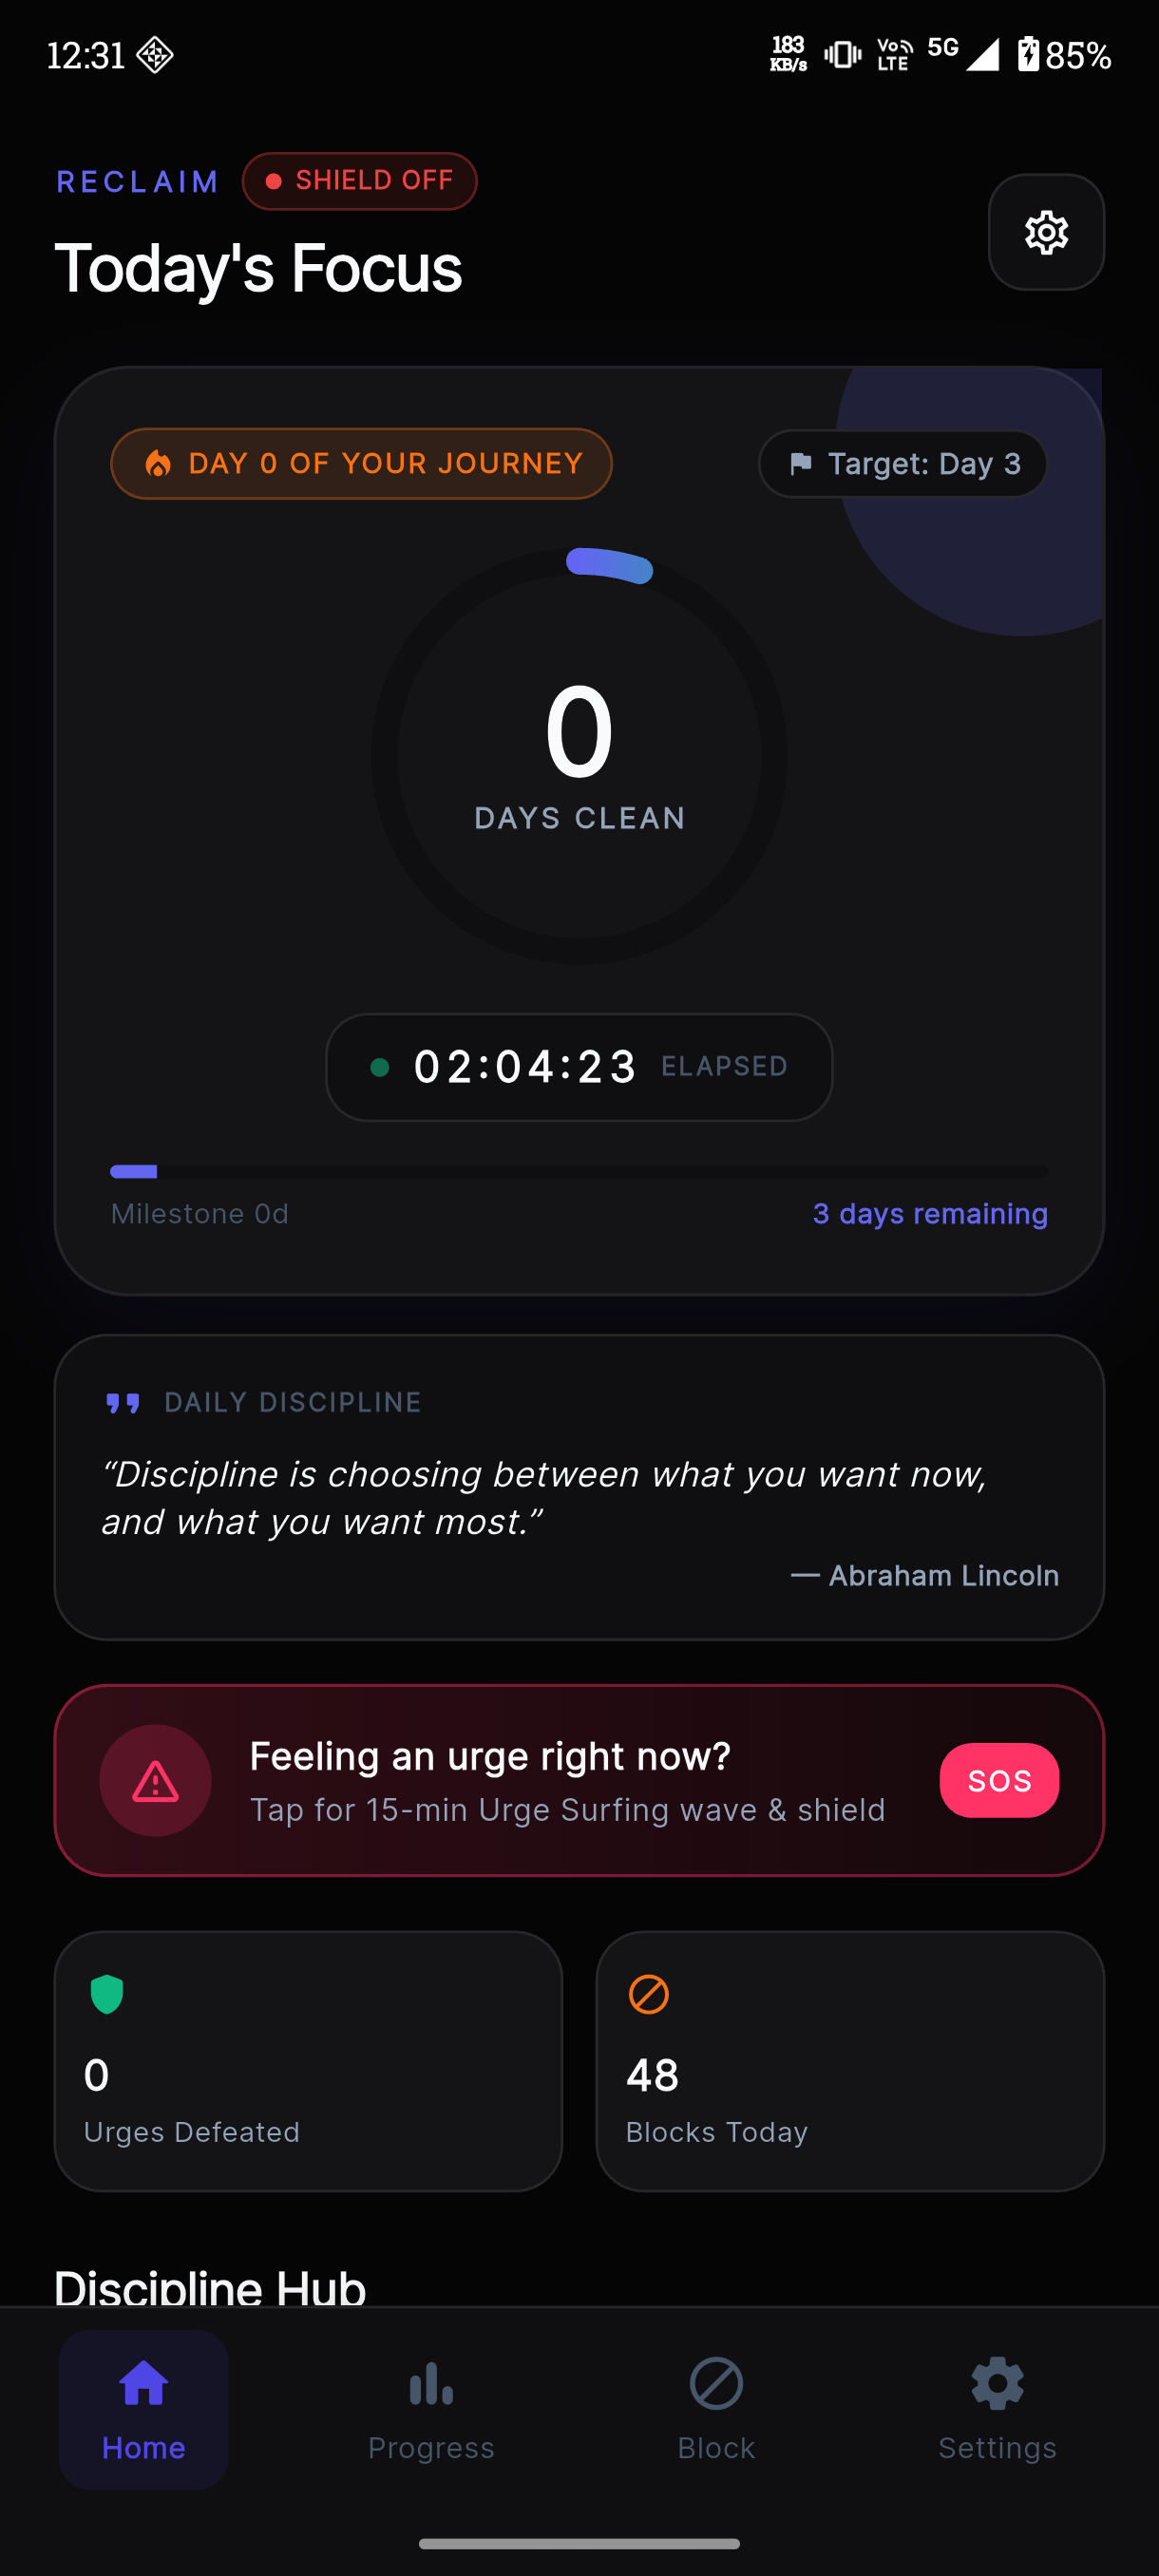 12:31
183 KB/s
Vo LTE
5G
85%
RECLAIM
SHIELD OFF
Today's Focus
DAY 0 OF YOUR JOURNEY
Target: Day 3
0
DAYS CLEAN
02:04:23 ELAPSED
Milestone 0d
3 days remaining
DAILY DISCIPLINE
“Discipline is choosing between what you want now,
and what you want most.”
— Abraham Lincoln
Feeling an urge right now?
Tap for 15-min Urge Surfing wave & shield
SOS
0
Urges Defeated
48
Blocks Today
Discipline Hub
Home
Progress
Block
Settings